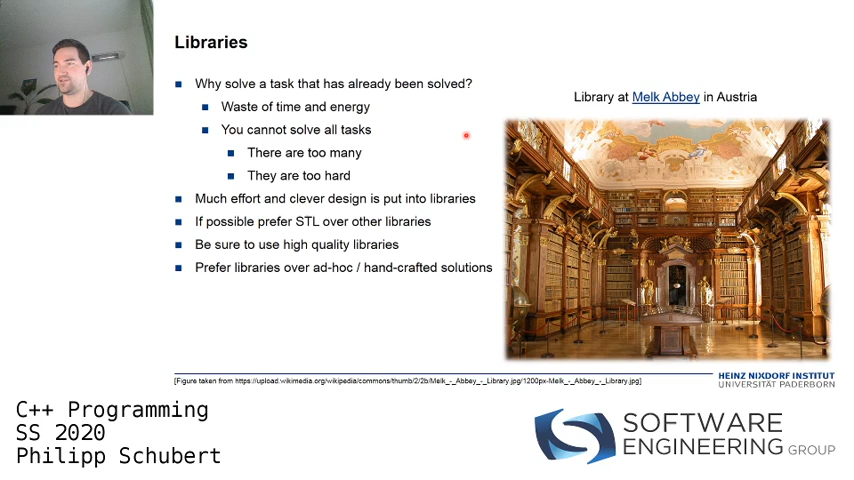 Libraries
Why solve a task that has already been solved?
Waste of time and energy
You cannot solve all tasks
There are too many
They are too hard
Much effort and clever design is put into libraries
If possible prefer STL over other libraries
Be sure to use high quality libraries
Prefer libraries over ad-hoc / hand-crafted solutions
Library at Melk Abbey in Austria
[Figure taken from https://upload.wikimedia.org/wikipedia/commons/thumb/2/2b/Melk_-_Abbey_-_Library.jpg/1200px-Melk_-_Abbey_-_Library.jpg]
HEINZ NIXDORF INSTITUT
UNIVERSITÄT PADERBORN
C++ Programming
SS 2020
Philipp Schubert
SOFTWARE
ENGINEERING GROUP